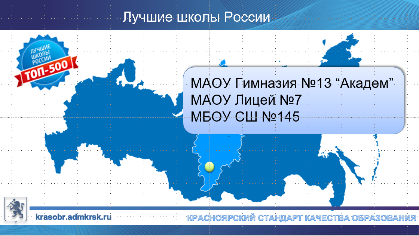 Лучшие школы России
ЛУЧШИЕ
ШКОЛЫ
РОССИИ
ТОП-500
МАОУ Гимназия №13 “Академ”
МАОУ Лицей №7
МБОУ СШ №145
krasobr.admkrsk.ru
КРАСНОЯРСКИЙ СТАНДАРТ КАЧЕСТВА ОБРАЗОВАНИЯ